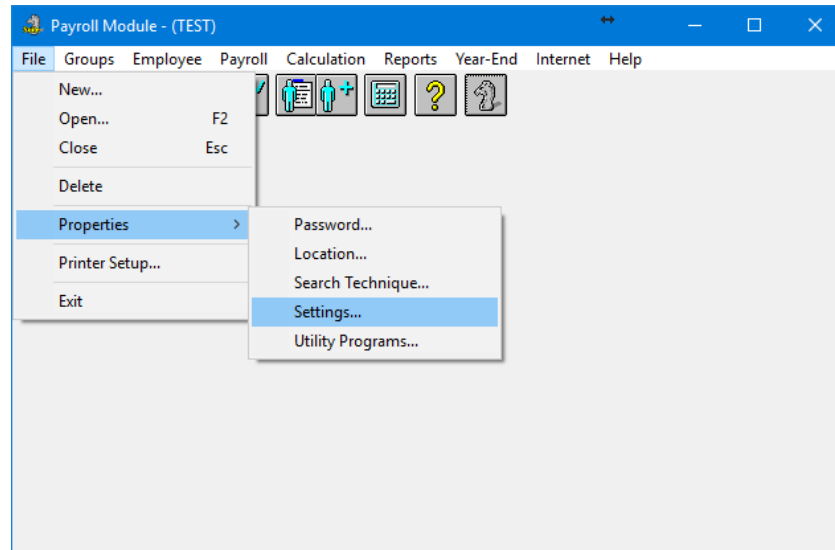 Payroll Module - (TEST)
File Groups Employee Payroll Calculation Reports Year-End Internet Help
New...
Open... F2
Close Esc
Delete
Properties >
Password...
Location...
Search Technique...
Settings...
Utility Programs...
Printer Setup...
Exit